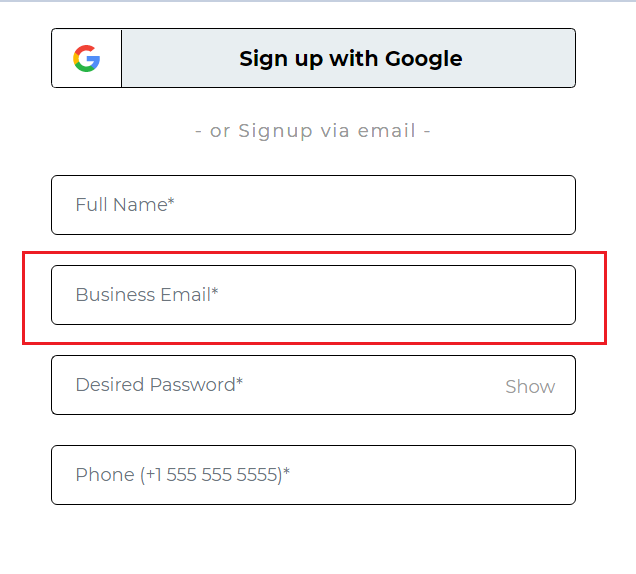 Sign up with Google
- or Signup via email -
Full Name*
Business Email*
Desired Password*
Show
Phone (+1 555 555 5555)*